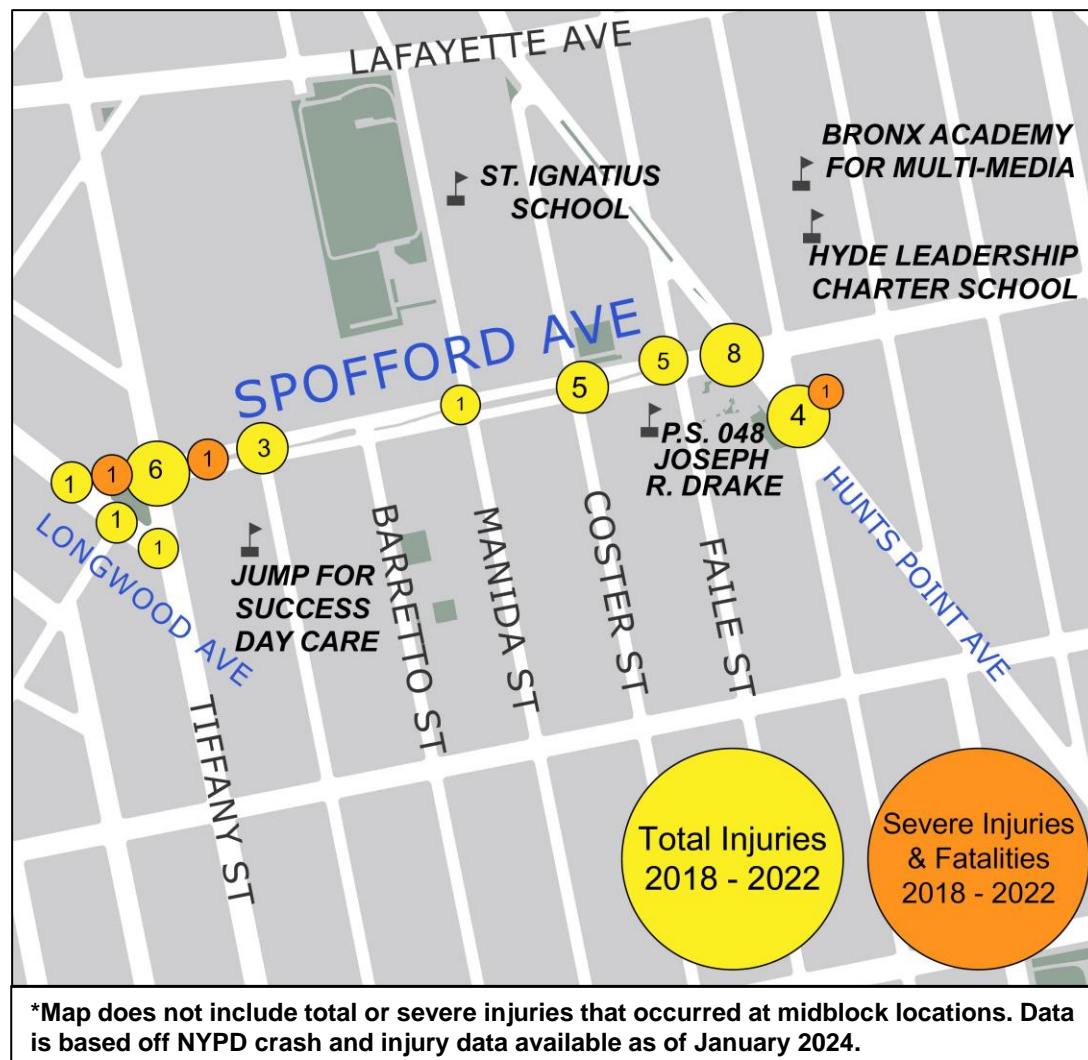 LAFAYETTE AVE
BRONX ACADEMY
FOR MULTI-MEDIA
ST. IGNATIUS
SCHOOL
HYDE LEADERSHIP
CHARTER SCHOOL
SPOFFORD AVE
8
5
5
1
4
1
3
1
6
1
1
1
1
P.S. 048
JOSEPH
R. DRAKE
HUNTS POINT AVE
LONGWOOD AVE
JUMP FOR
SUCCESS
DAY CARE
BARRETTO ST
MANIDA ST
COSTER ST
FAILE ST
TIFFANY ST
Total Injuries
2018 - 2022
Severe Injuries
& Fatalities
2018 - 2022
*Map does not include total or severe injuries that occurred at midblock locations. Data
is based off NYPD crash and injury data available as of January 2024.